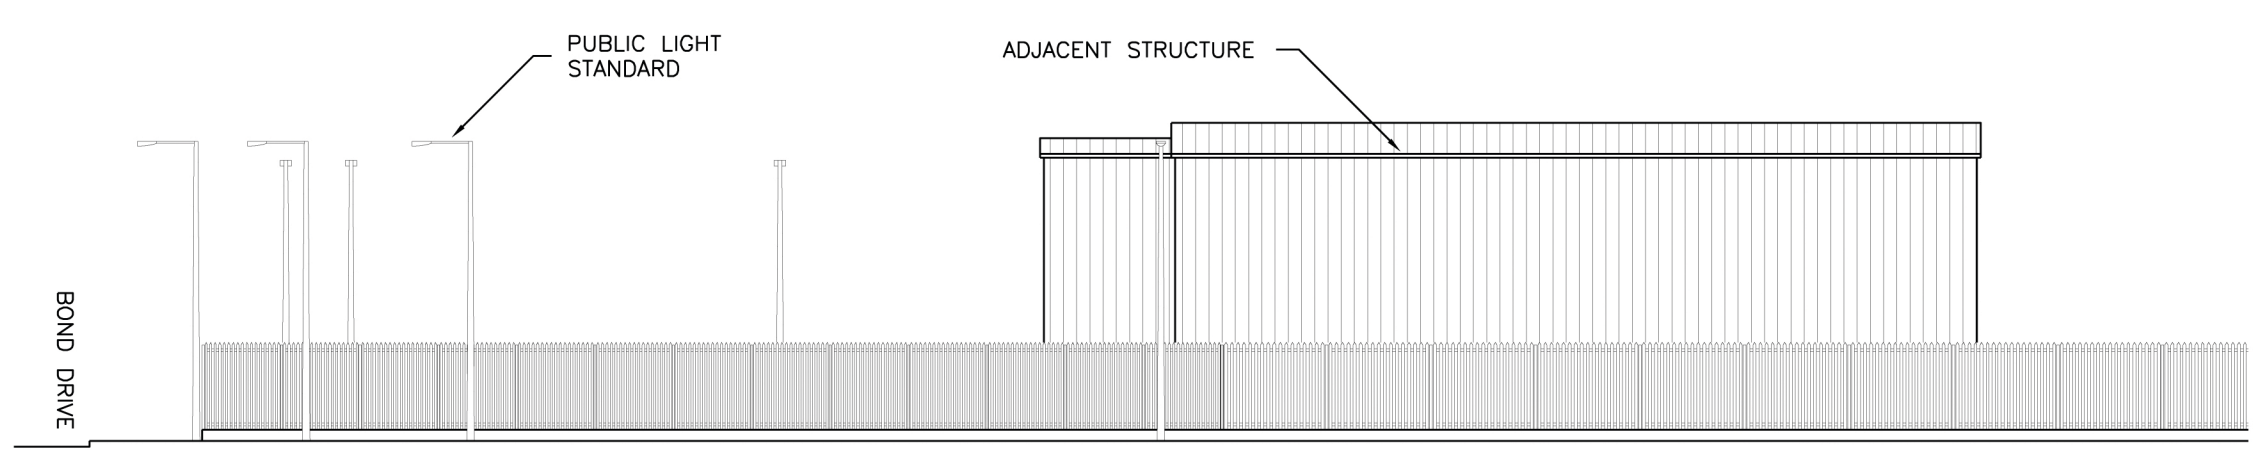 PUBLIC LIGHT
STANDARD
ADJACENT STRUCTURE
BOND DRIVE